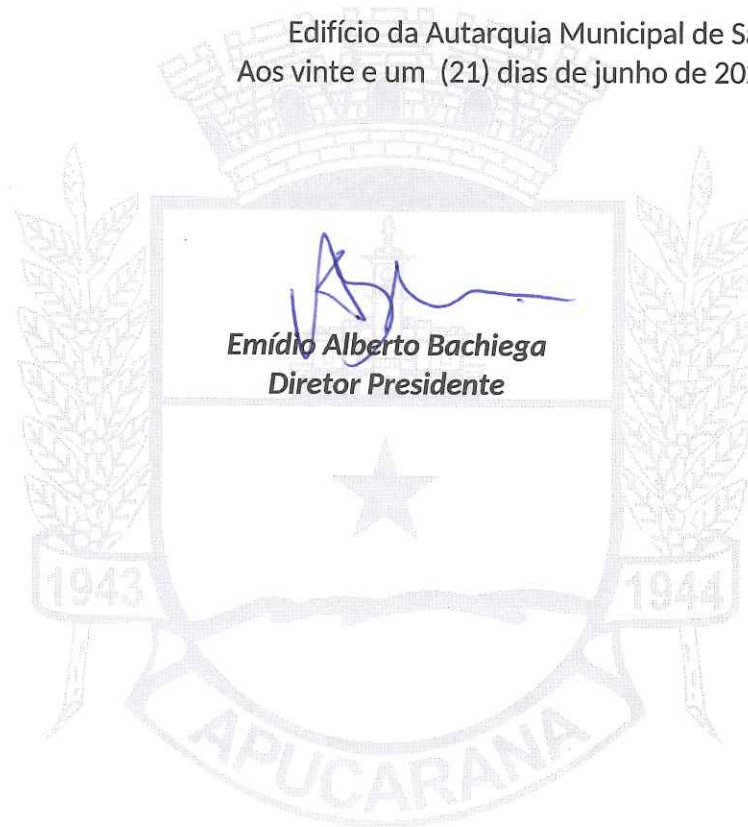 Edifício da Autarquia Municipal de
Aos vinte e um (21) dias de junho de
Emídio Alberto Bachiega
Diretor Presidente
1943
1944
APUCARANA